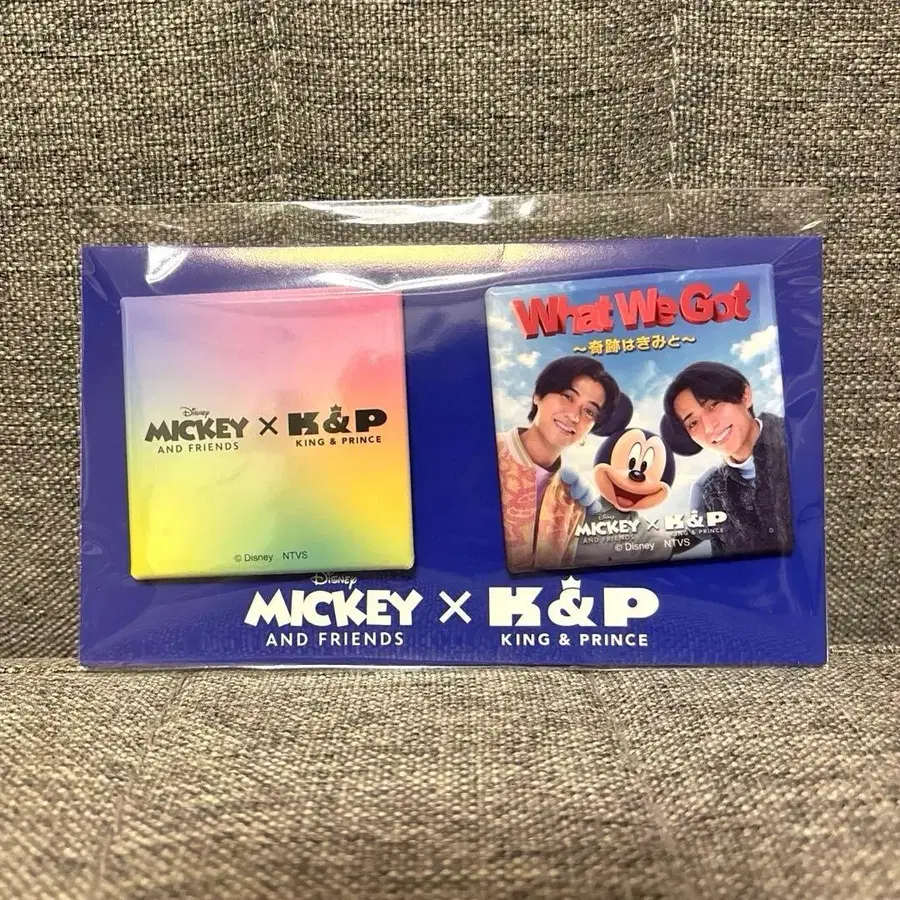 Disney
MICKEY × K&P
AND FRIENDS KING & PRINCE
© Disney NTVS
What We Got
～奇跡はきみと～
Disney
MICKEY × K&P
AND FRIENDS KING & PRINCE
© Disney NTVS
Disney
MICKEY × K&P
AND FRIENDS KING & PRINCE